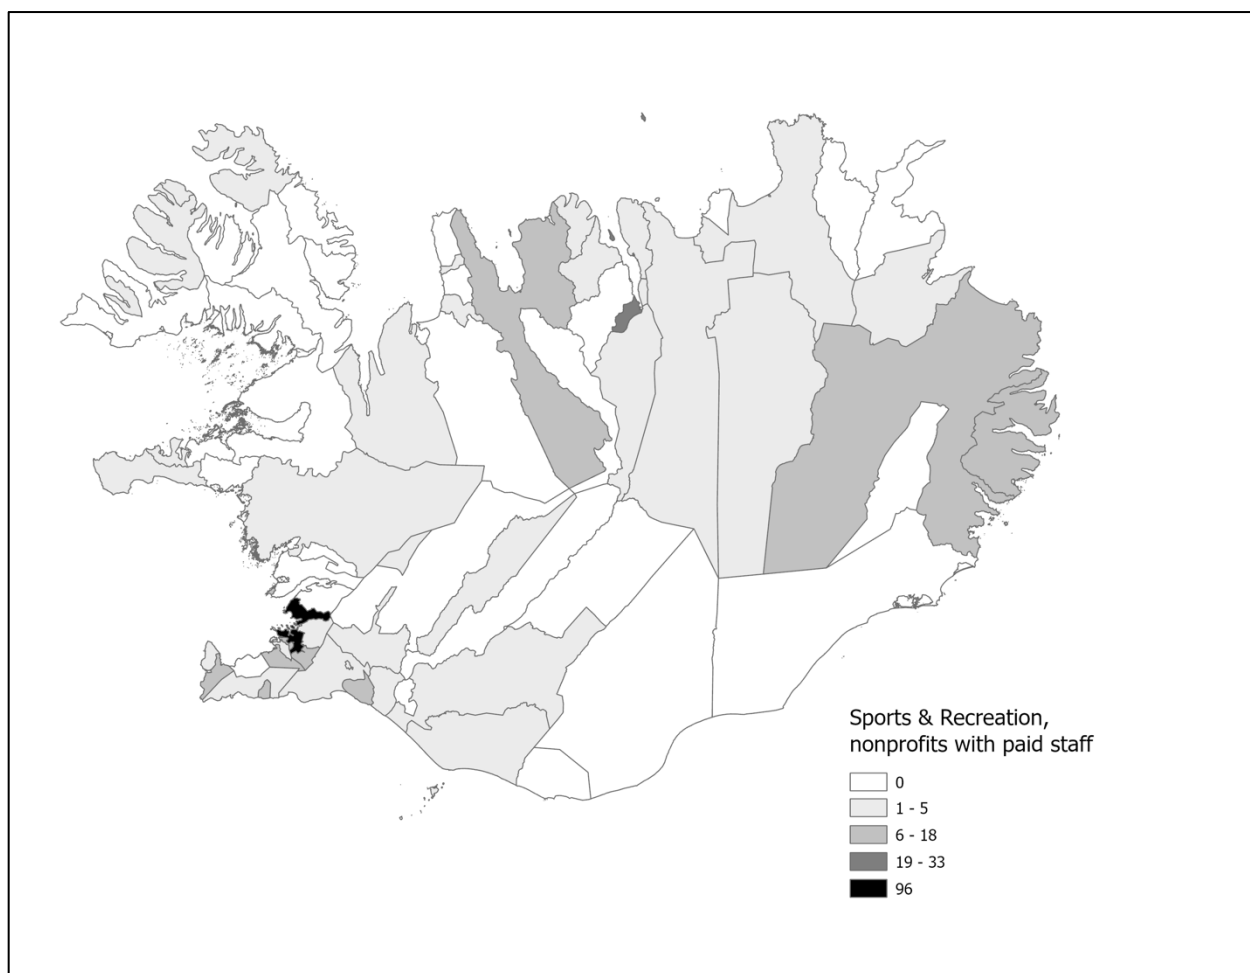 Sports & Recreation,
nonprofits with paid staff
0
1 - 5
6 - 18
19 - 33
96